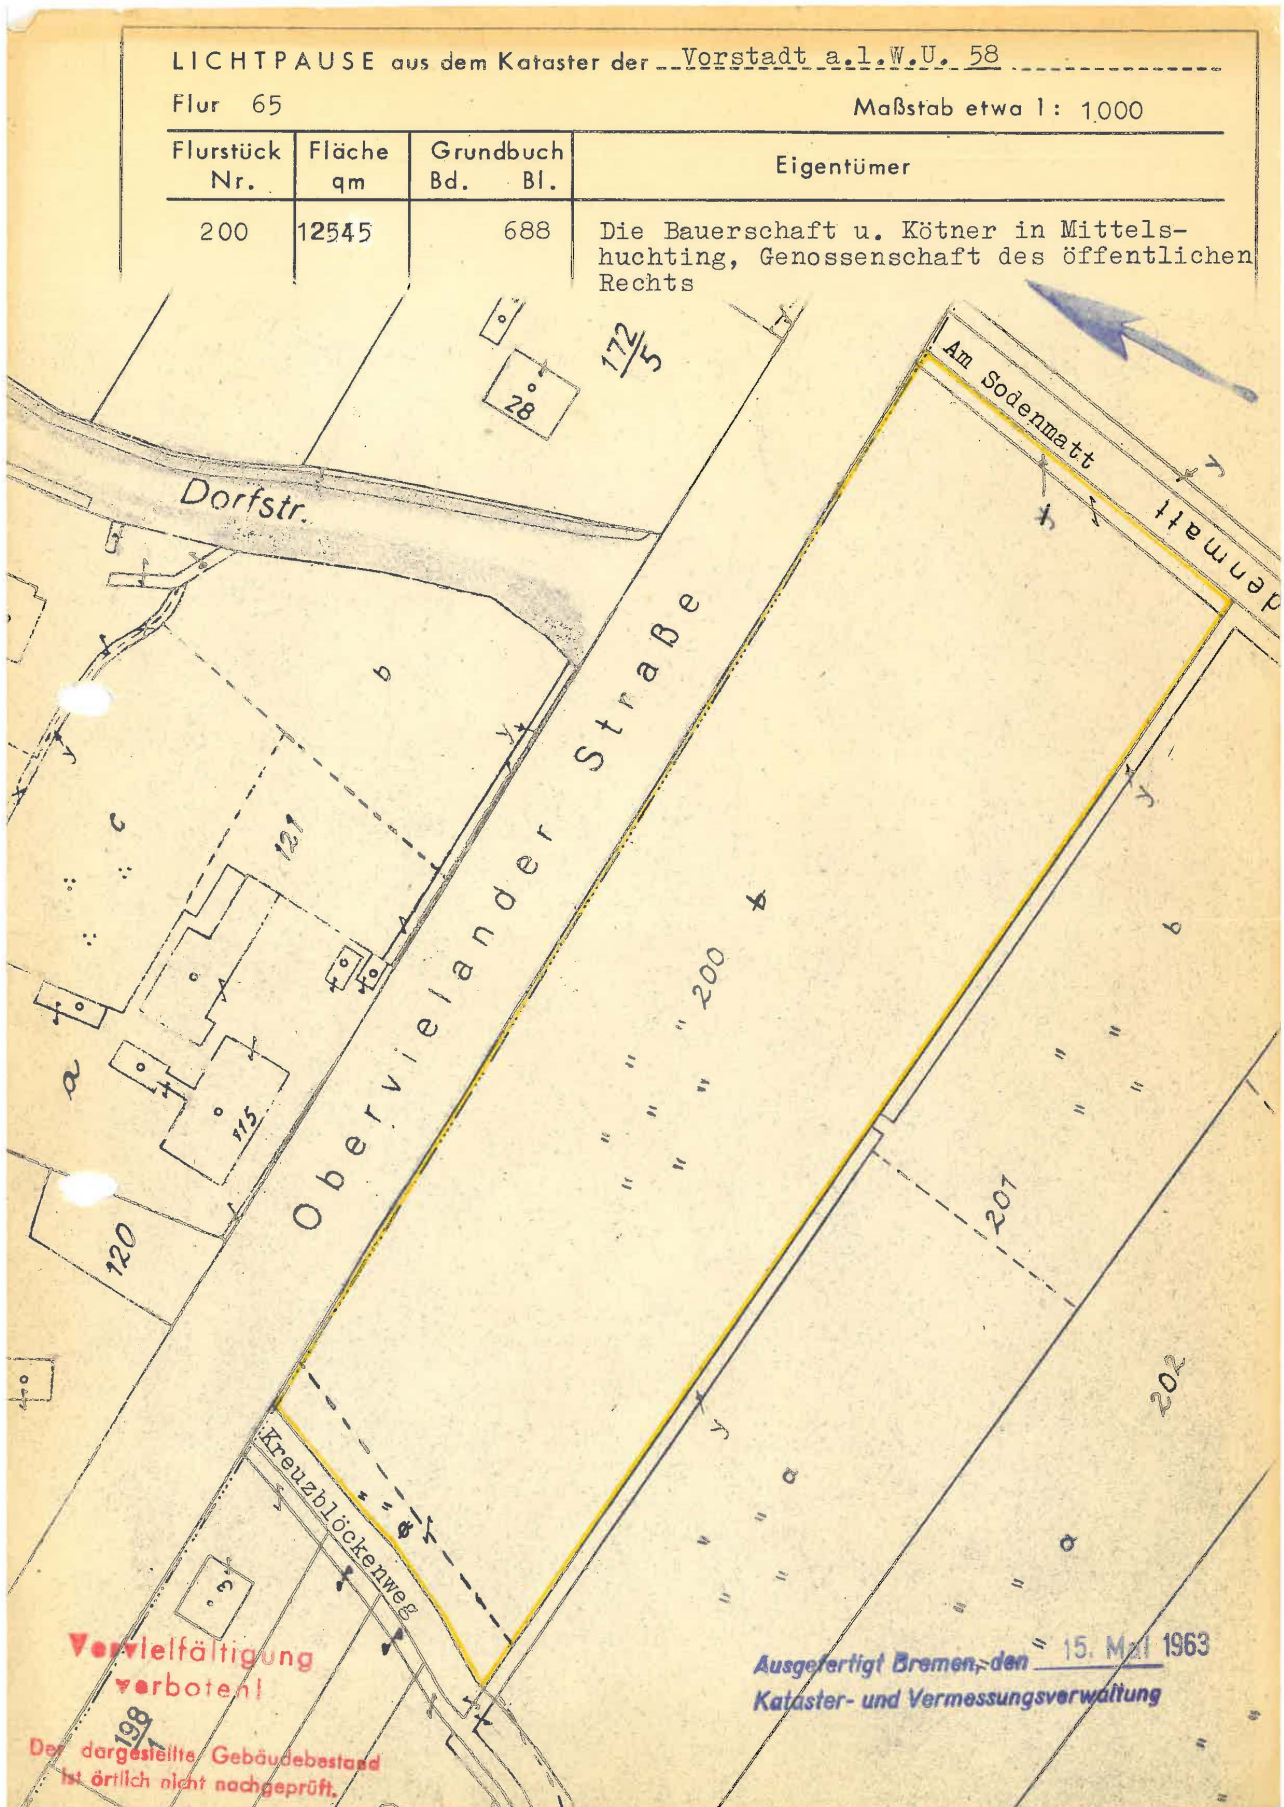 LICHTPAUSE aus dem Kataster der Vorstadt a.l.W.U. 58
Flur 65
Maßstab etwa 1: 1000
Flurstück Nr.
Fläche qm
Grundbuch Bd. Bl.
Eigentümer
200
12545
688
Die Bauerschaft u. Kötner in Mittels-
huchting, Genossenschaft des öffentlichen
Rechts
172/5
28
Am Sodenmatt
denmatt
Dorfstr.
y
b
y
Obervielander Straße
y
y
c
121
200
b
b
a
115
120
201
202
y
a
a
Kreuzblöckenweg
3
198/1
Vervielfältigung
verboten!
Der dargestellte Gebäudebestand
ist örtlich nicht nachgeprüft.
Ausgefertigt Bremen, den 15. Mai 1963
Kataster- und Vermessungsverwaltung